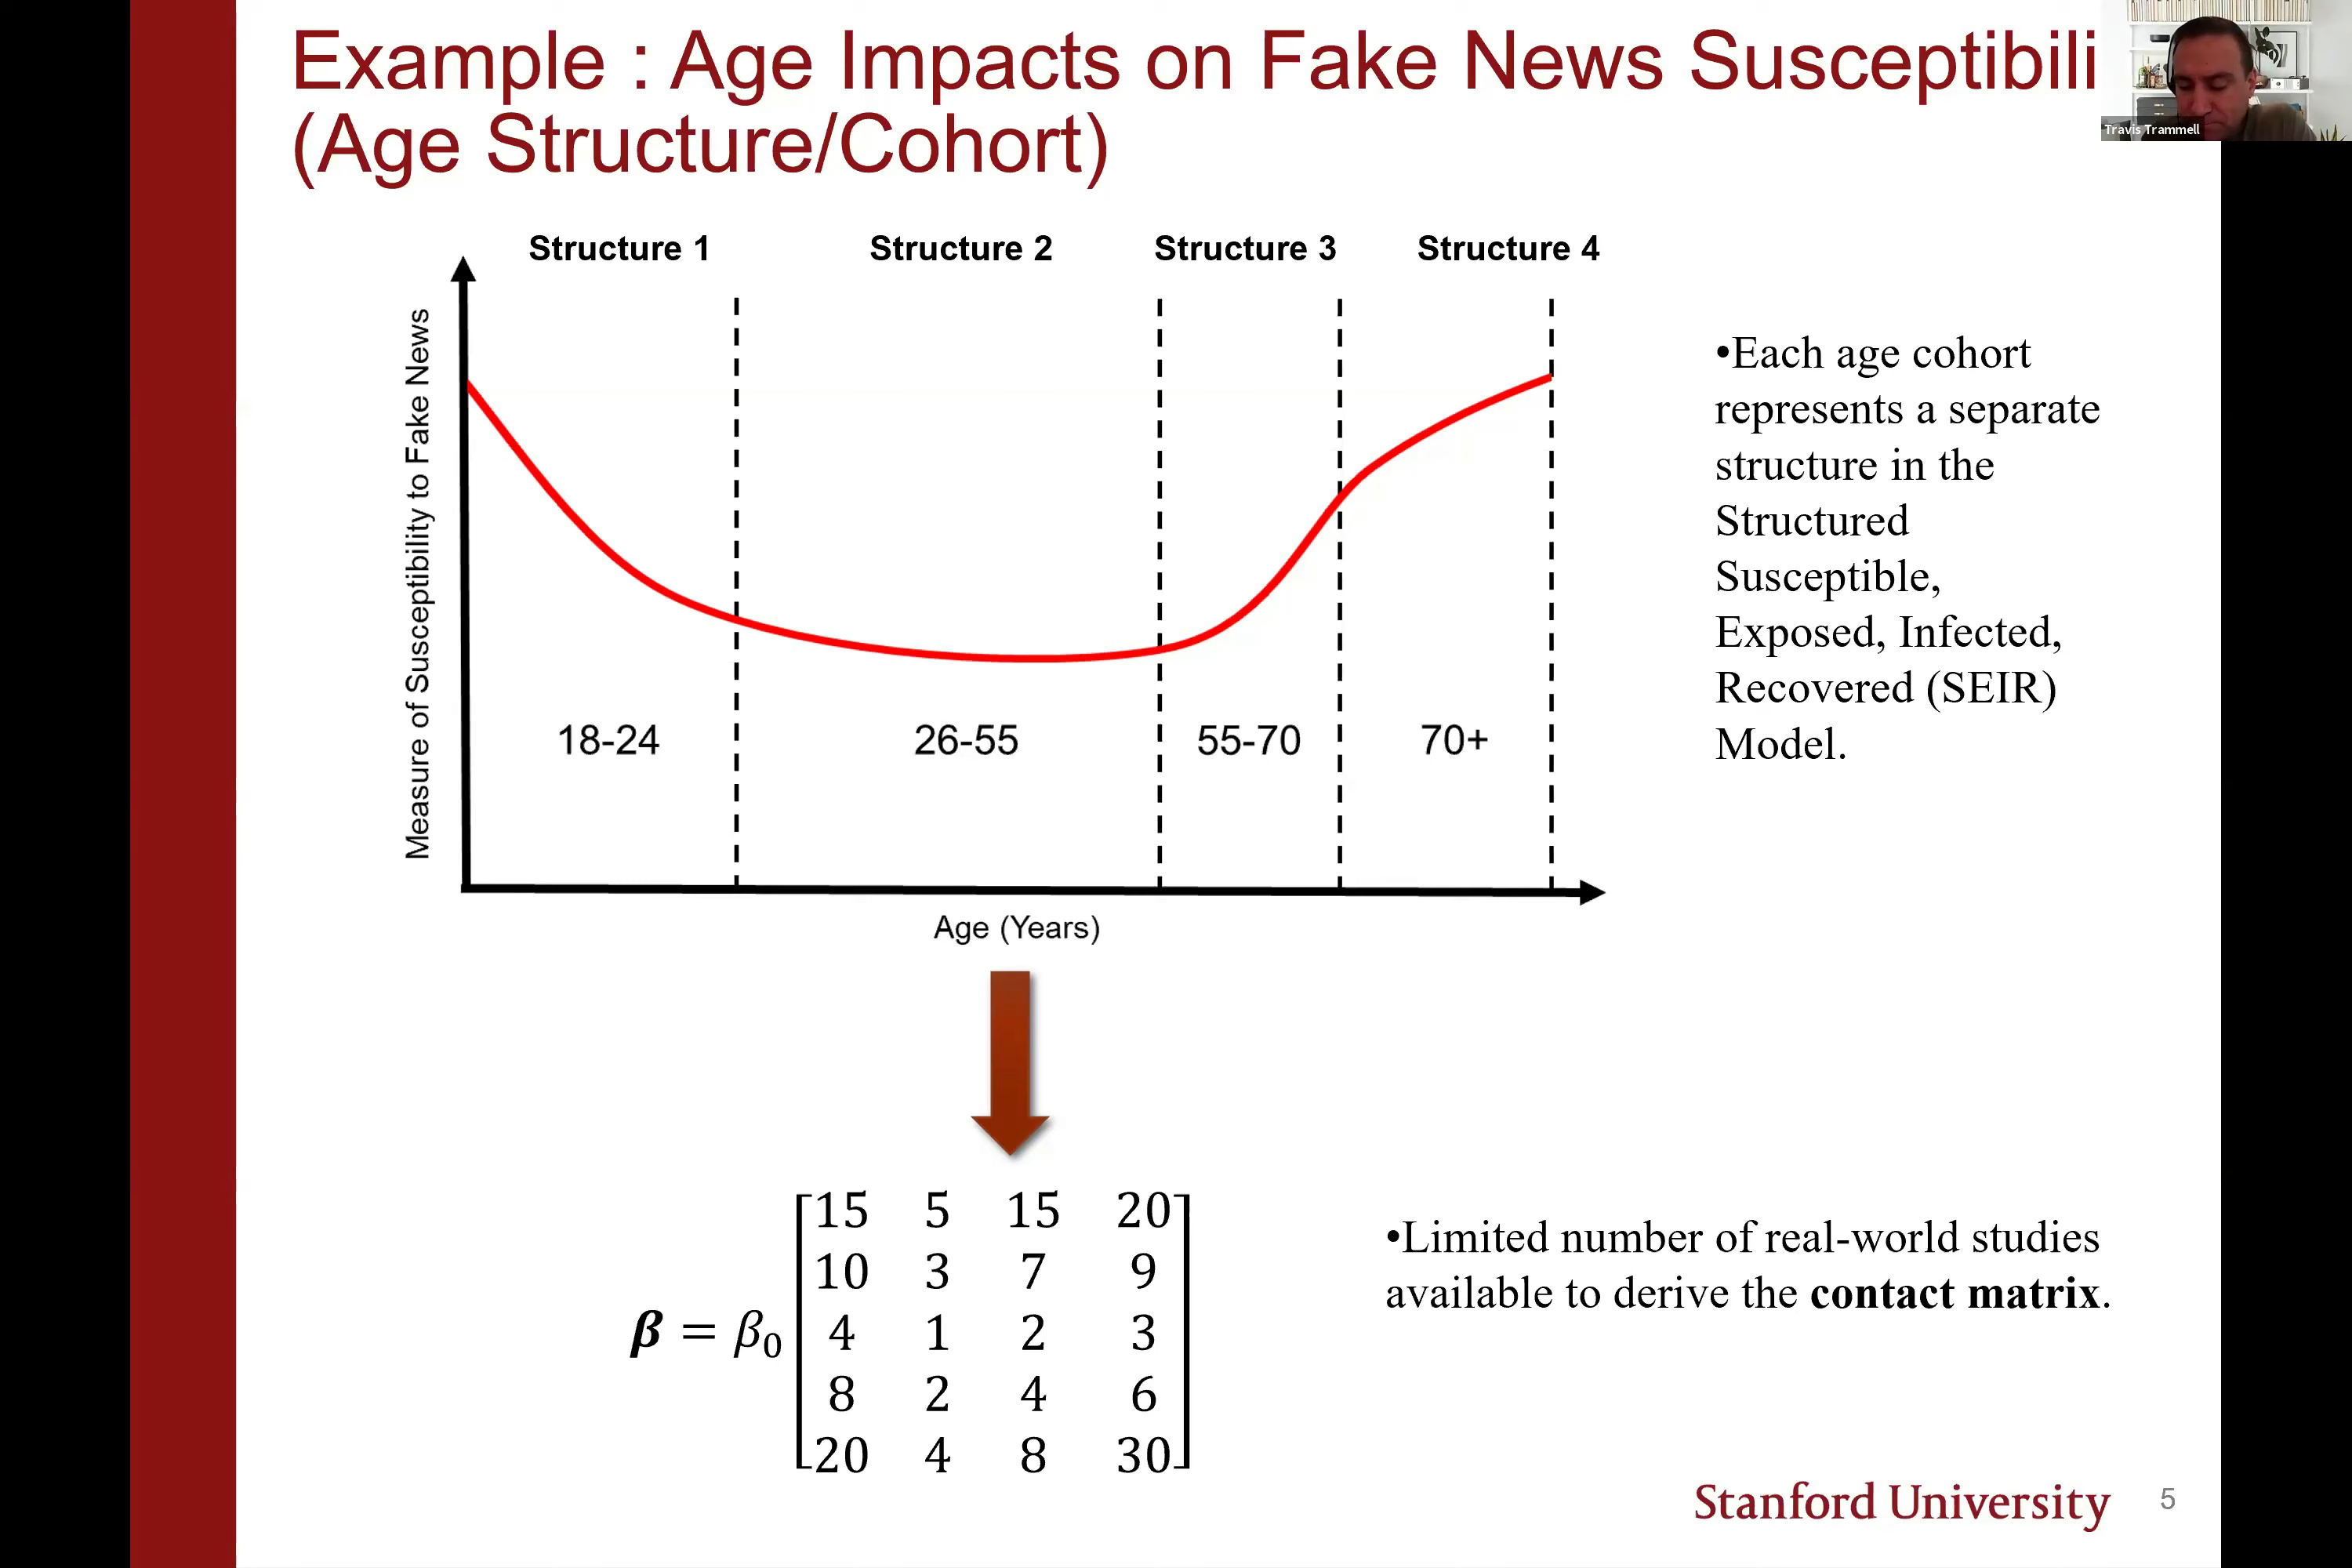 Example : Age Impacts on Fake News Susceptibili
(Age Structure/Cohort)
Travis Trammell
Structure 1 Structure 2 Structure 3 Structure 4
Measure of Susceptibility to Fake News
18-24 26-55 55-70 70+
Age (Years)
•Each age cohort
represents a separate
structure in the
Structured
Susceptible,
Exposed, Infected,
Recovered (SEIR)
Model.
β = β₀
15 5 15 20
10 3 7 9
4 1 2 3
8 2 4 6
20 4 8 30
•Limited number of real-world studies
available to derive the contact matrix.
Stanford University 5